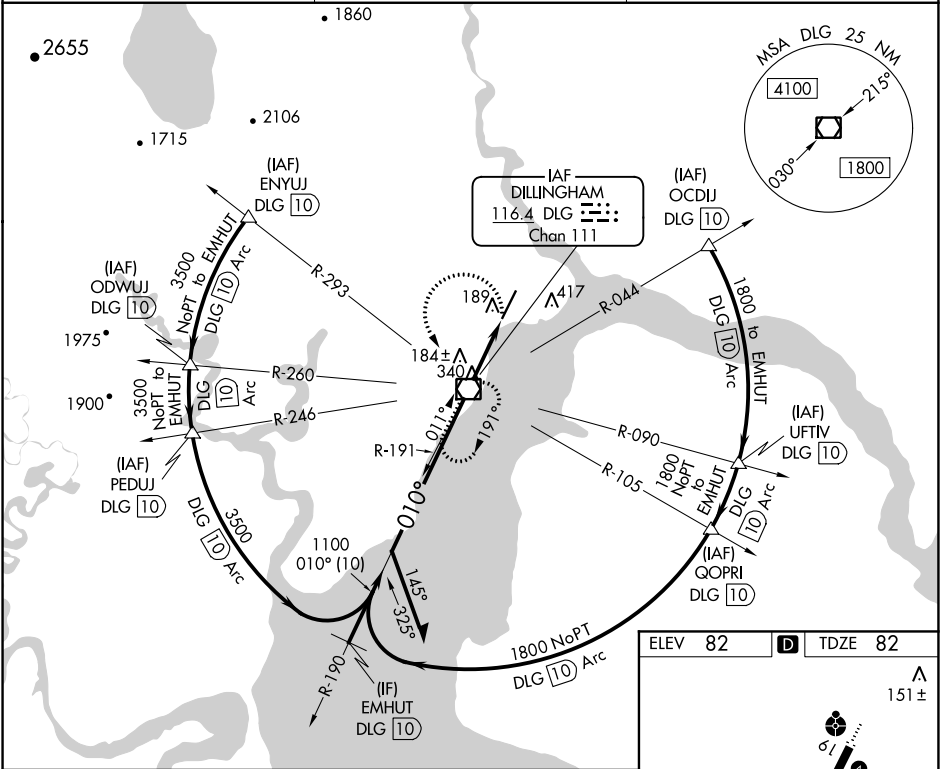 1860
2655
2106
1715
MSA DLG 25 NM
4100
215°
030°
1800
(IAF)
ENYUJ
DLG 10
IAF
DILLINGHAM
116.4 DLG
Chan 111
(IAF)
OCDIJ
DLG 10
3500
NoPT to EMHUT
DLG 10 Arc
R-293
(IAF)
ODWUJ
DLG 10
1975
1900
3500
NoPT to
EMHUT
DLG
10
Arc
R-260
R-246
189
417
184±
340
R-044
1800 to EMHUT
DLG 10 Arc
R-191
011°
191°
010°
R-090
R-105
1800
NoPT
to
EMHUT
DLG
10
Arc
(IAF)
UFTIV
DLG 10
(IAF)
PEDUJ
DLG 10
3500
DLG 10 Arc
(IAF)
QOPRI
DLG 10
1100
010° (10)
145°
325°
1800 NoPT
DLG 10 Arc
R-190
(IF)
EMHUT
DLG 10
ELEV 82
D
TDZE 82
151±
19